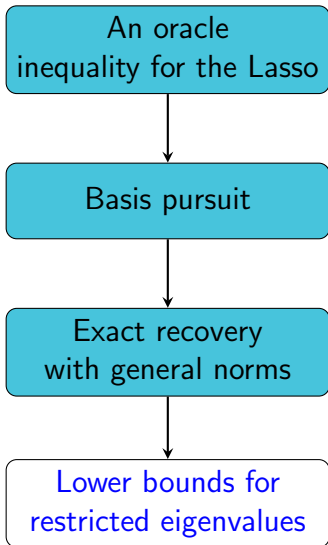 An oracle
inequality for the Lasso
Basis pursuit
Exact recovery
with general norms
Lower bounds for
restricted eigenvalues